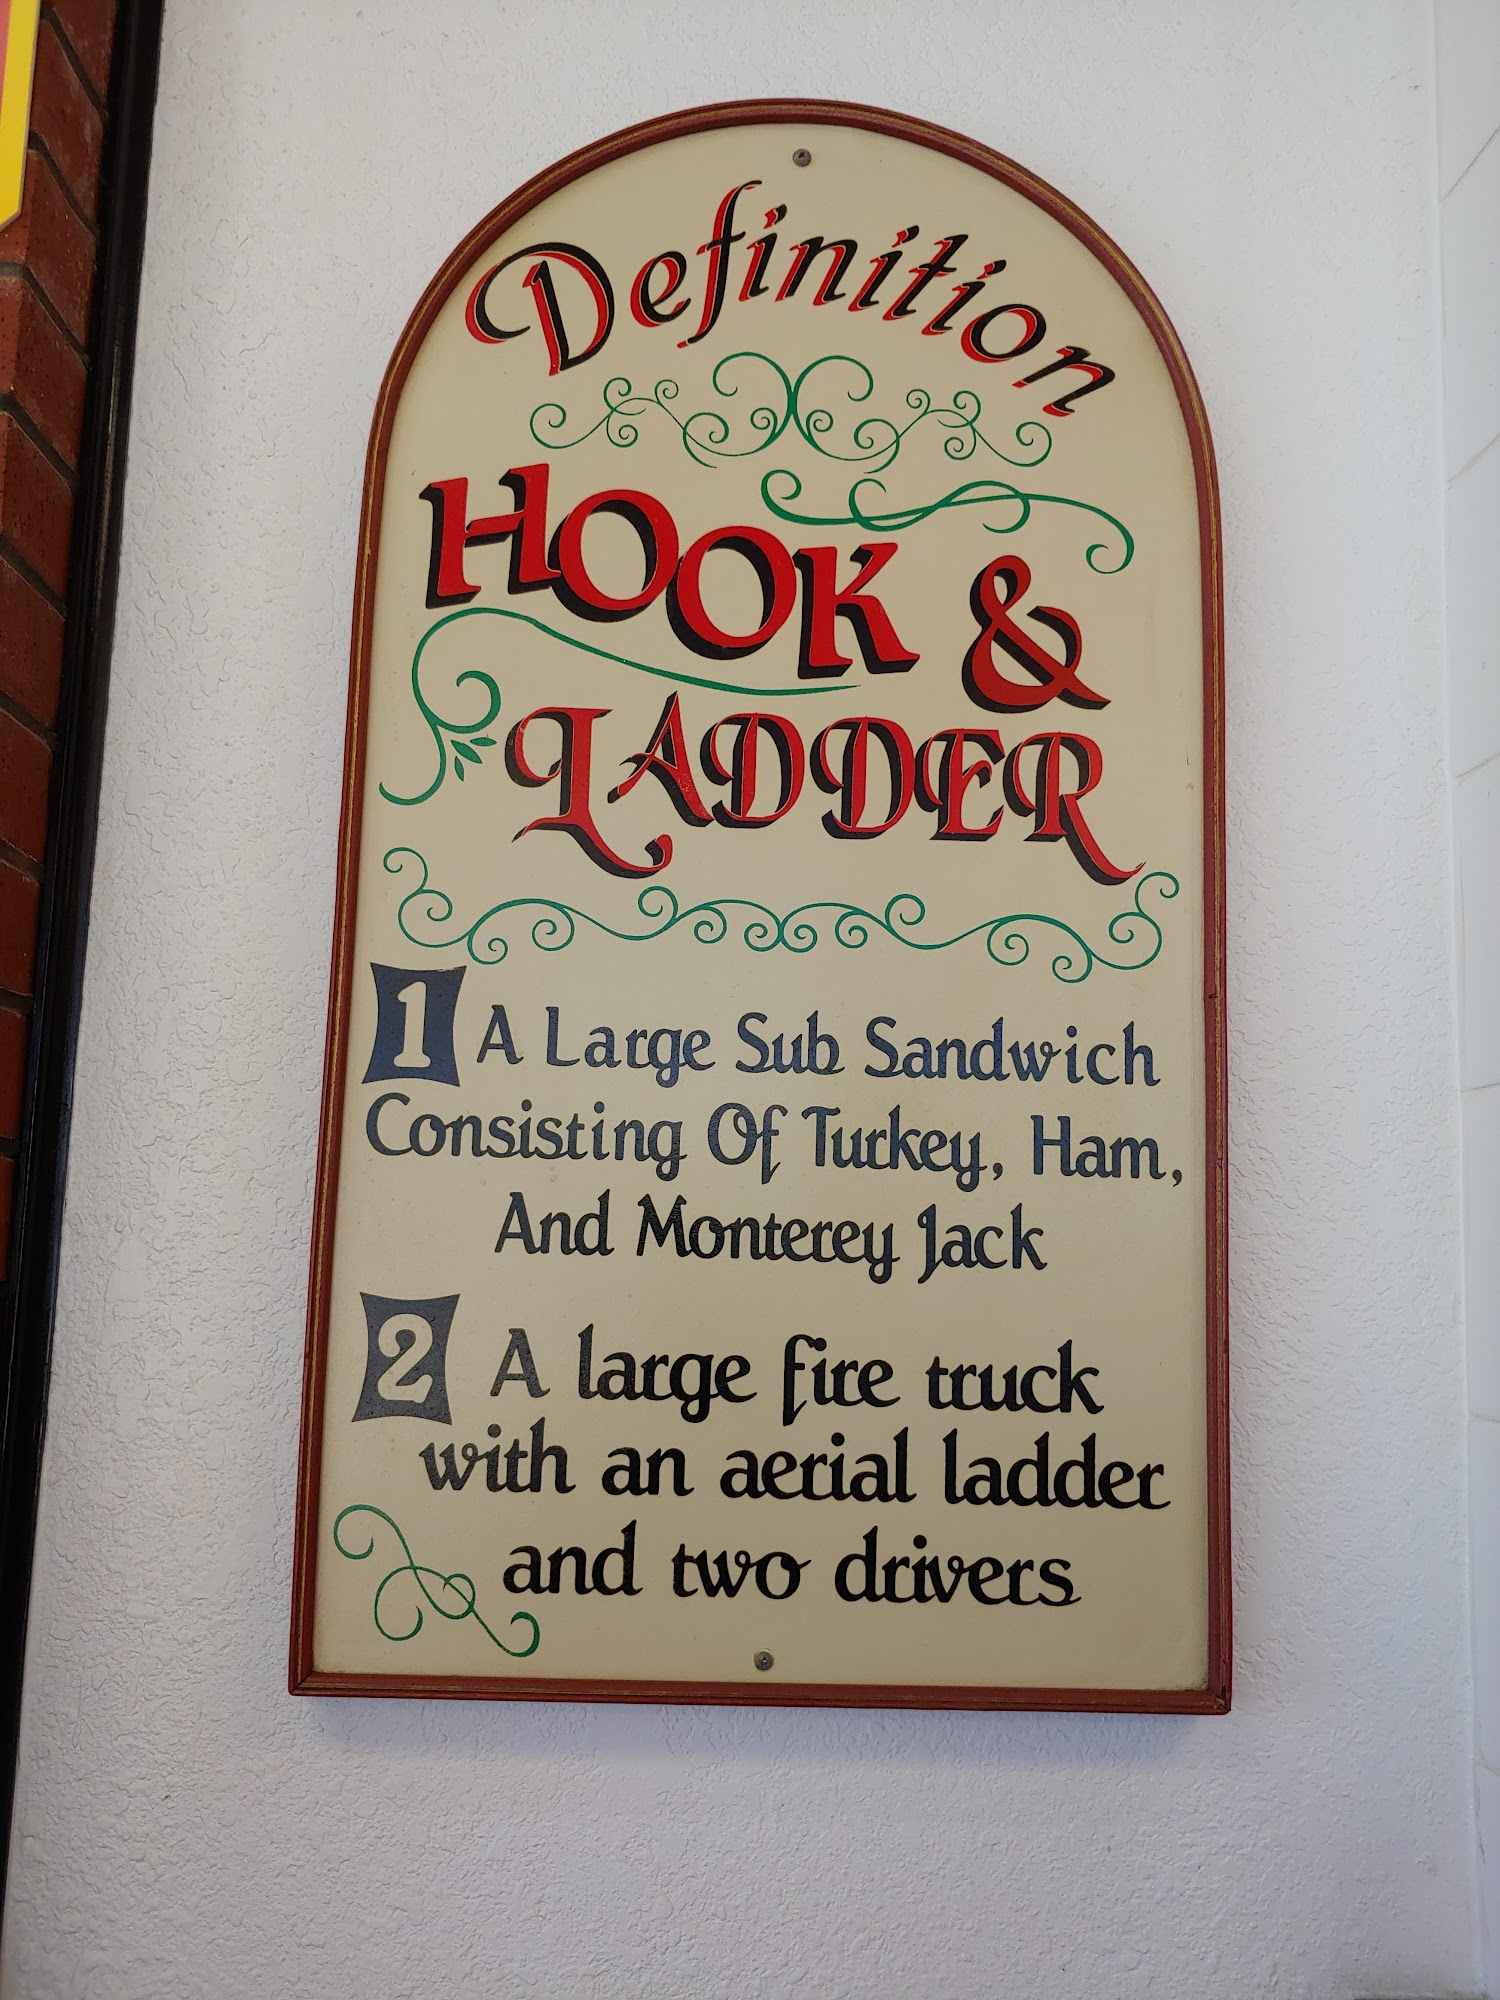 Definition
HOOK &
LADDER
1 A Large Sub Sandwich
Consisting Of Turkey, Ham,
And Monterey Jack
2 A large fire truck
with an aerial ladder
and two drivers